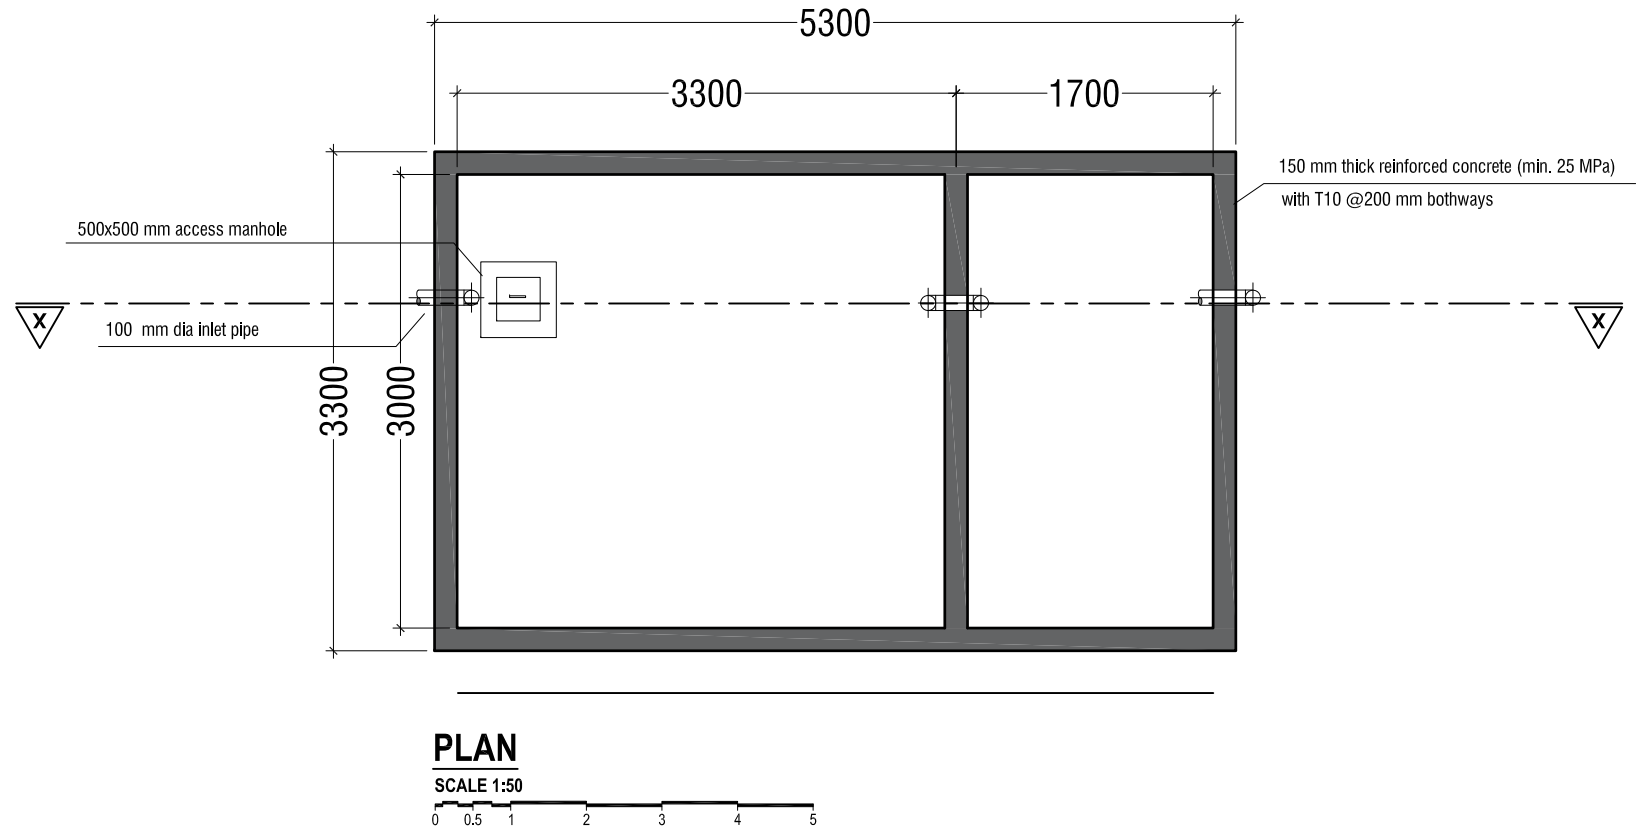 5300
3300
1700
150 mm thick reinforced concrete (min. 25 MPa)
with T10 @200 mm bothways
500x500 mm access manhole
X
X
100 mm dia inlet pipe
3300
3000
PLAN
SCALE 1:50
0 0.5 1 2 3 4 5